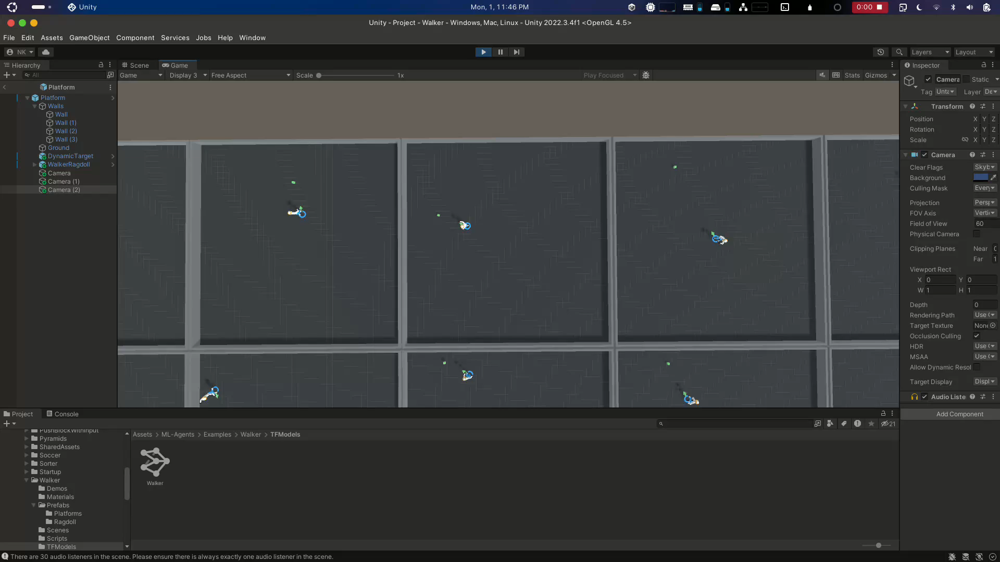 Unity
Mon, 1, 11:46 PM
0:00
Unity - Project - Walker - Windows, Mac, Linux - Unity 2022.3.4f1 <OpenGL 4.5>
File Edit Assets GameObject Component Services Jobs Help Window
NK
Layers
Layout
Hierarchy
All
Platform
Platform
Walls
Wall
Wall (1)
Wall (2)
Wall (3)
Ground
DynamicTarget
WalkerRagdoll
Camera
Camera (1)
Camera (2)
Scene
Game
Game Display 3 Free Aspect Scale 1x Play Focused Stats Gizmos
Inspector
Camera Static
Tag Unta Layer De
Transform
Position X Y Z
Rotation X Y Z
Scale X Y Z
Camera
Clear Flags Skyb
Background
Culling Mask Every
Projection Persp
FOV Axis Verti
Field of View 60
Physical Camera
Clipping Planes Near 0
Far 1
Viewport Rect
X 0 Y 0
W 1 H 1
Depth 0
Rendering Path Use
Target Texture None
Occlusion Culling
HDR Use
MSAA Use
Allow Dynamic Resol
Target Display Displ
Audio Liste
Add Component
Project
Console
21
PushBlockWithInput
Pyramids
SharedAssets
Soccer
Sorter
Startup
Walker
Demos
Materials
Prefabs
Platforms
Ragdoll
Scenes
Scripts
TFModels
Assets > ML-Agents > Examples > Walker > TFModels
Walker
There are 30 audio listeners in the scene. Please ensure there is always exactly one audio listener in the scene.